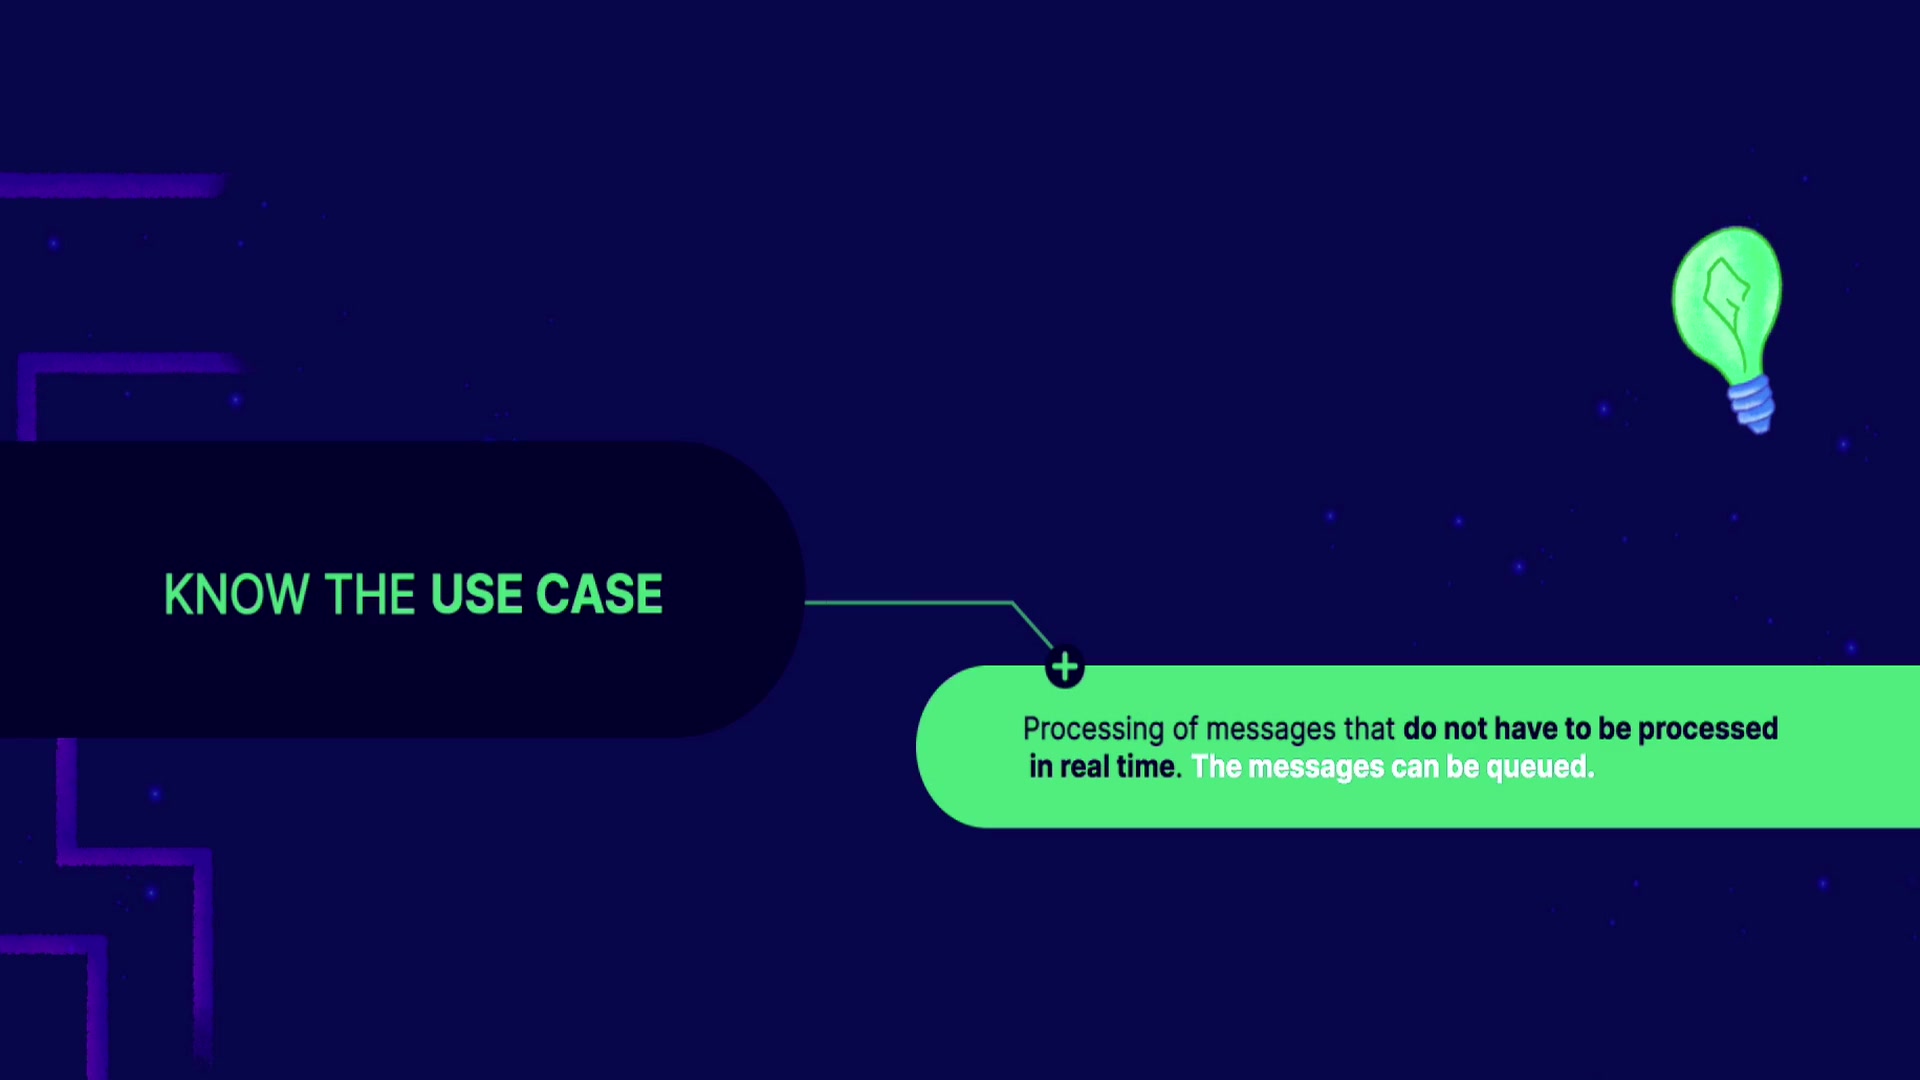 KNOW THE USE CASE
Processing of messages that do not have to be processed
in real time. The messages can be queued.